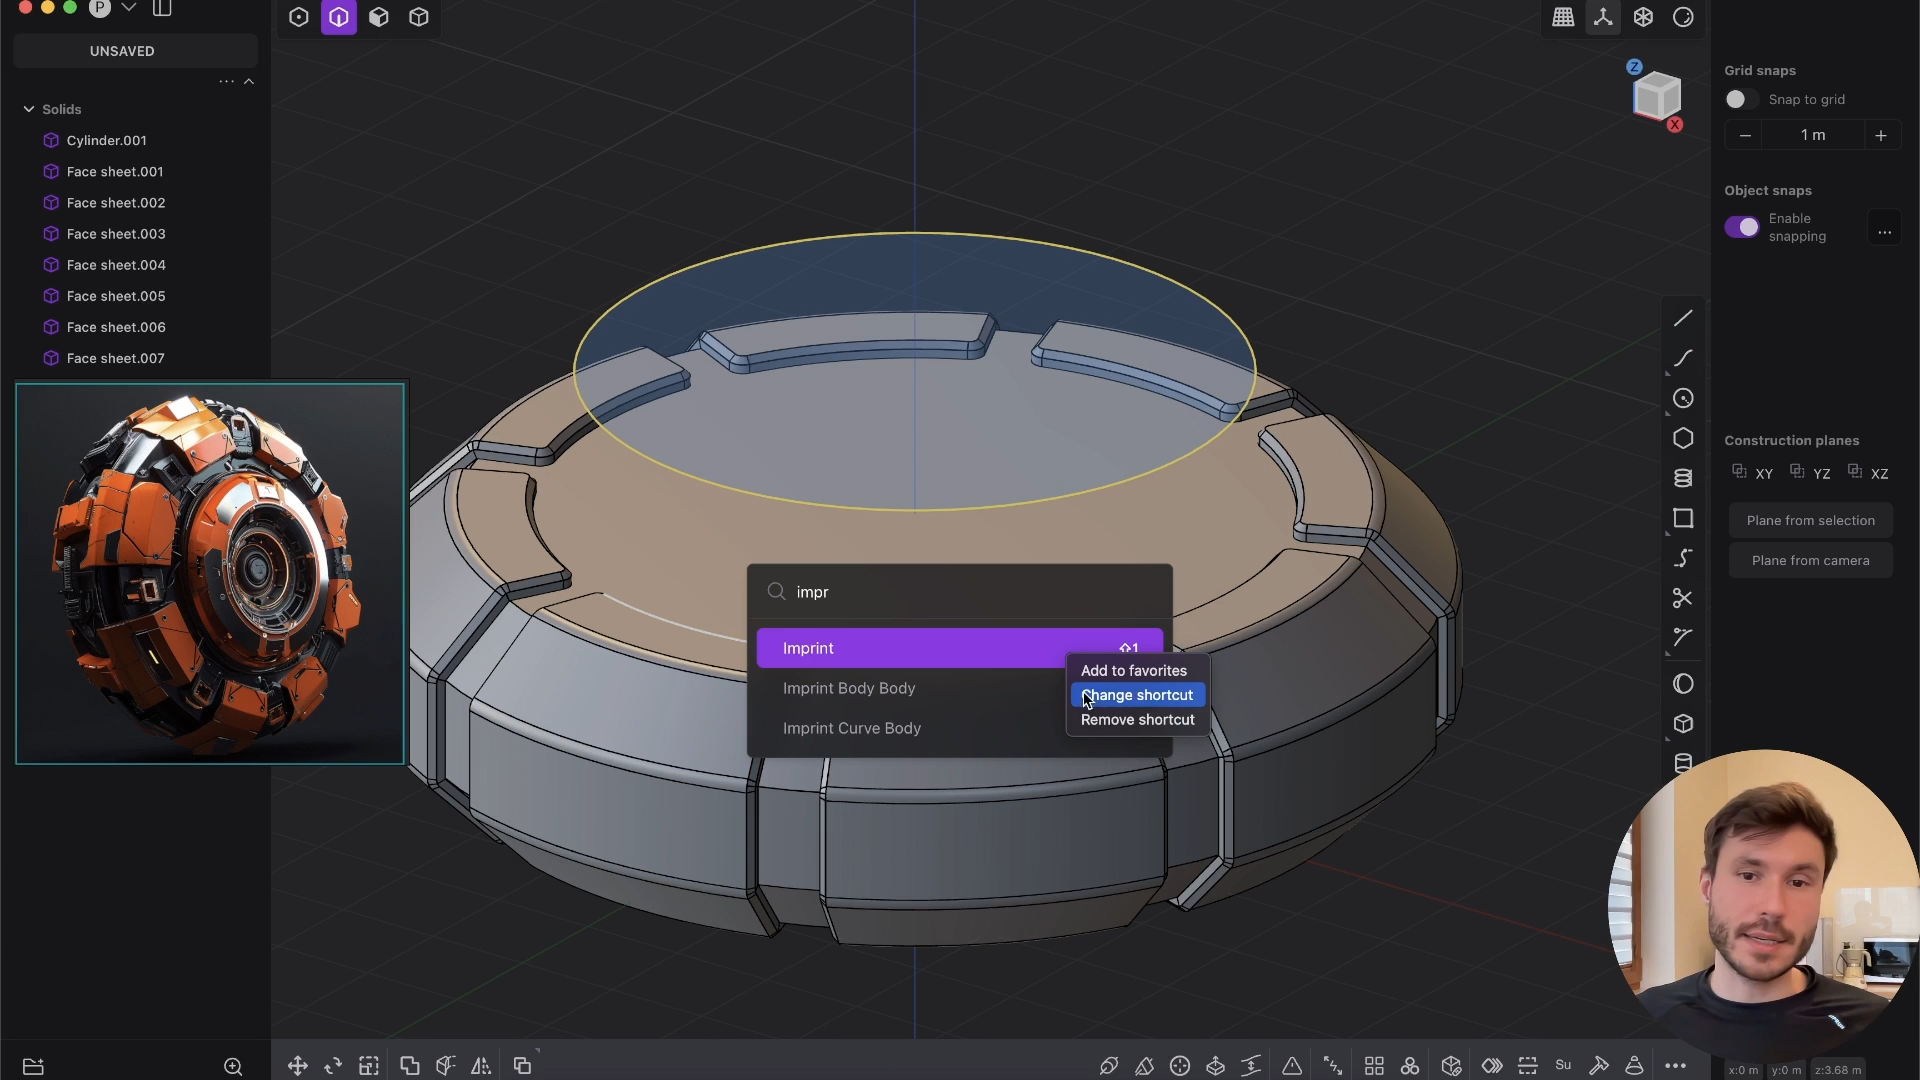 P
UNSAVED
Solids
Cylinder.001
Face sheet.001
Face sheet.002
Face sheet.003
Face sheet.004
Face sheet.005
Face sheet.006
Face sheet.007
Z
X
impr
Imprint ⇧1
Imprint Body Body
Imprint Curve Body
Add to favorites
Change shortcut
Remove shortcut
Grid snaps
Snap to grid
1 m
Object snaps
Enable
snapping
Construction planes
XY YZ XZ
Plane from selection
Plane from camera
Su
x:0 m y:0 m z:3.68 m